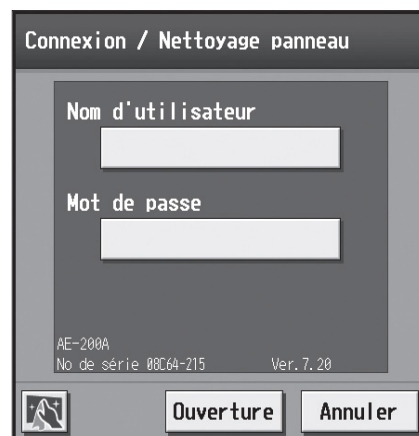 Connexion / Nettoyage panneau
Nom d'utilisateur
Mot de passe
AE-200A
No de série 08C64-215 Ver.7.20
Ouverture Annuler